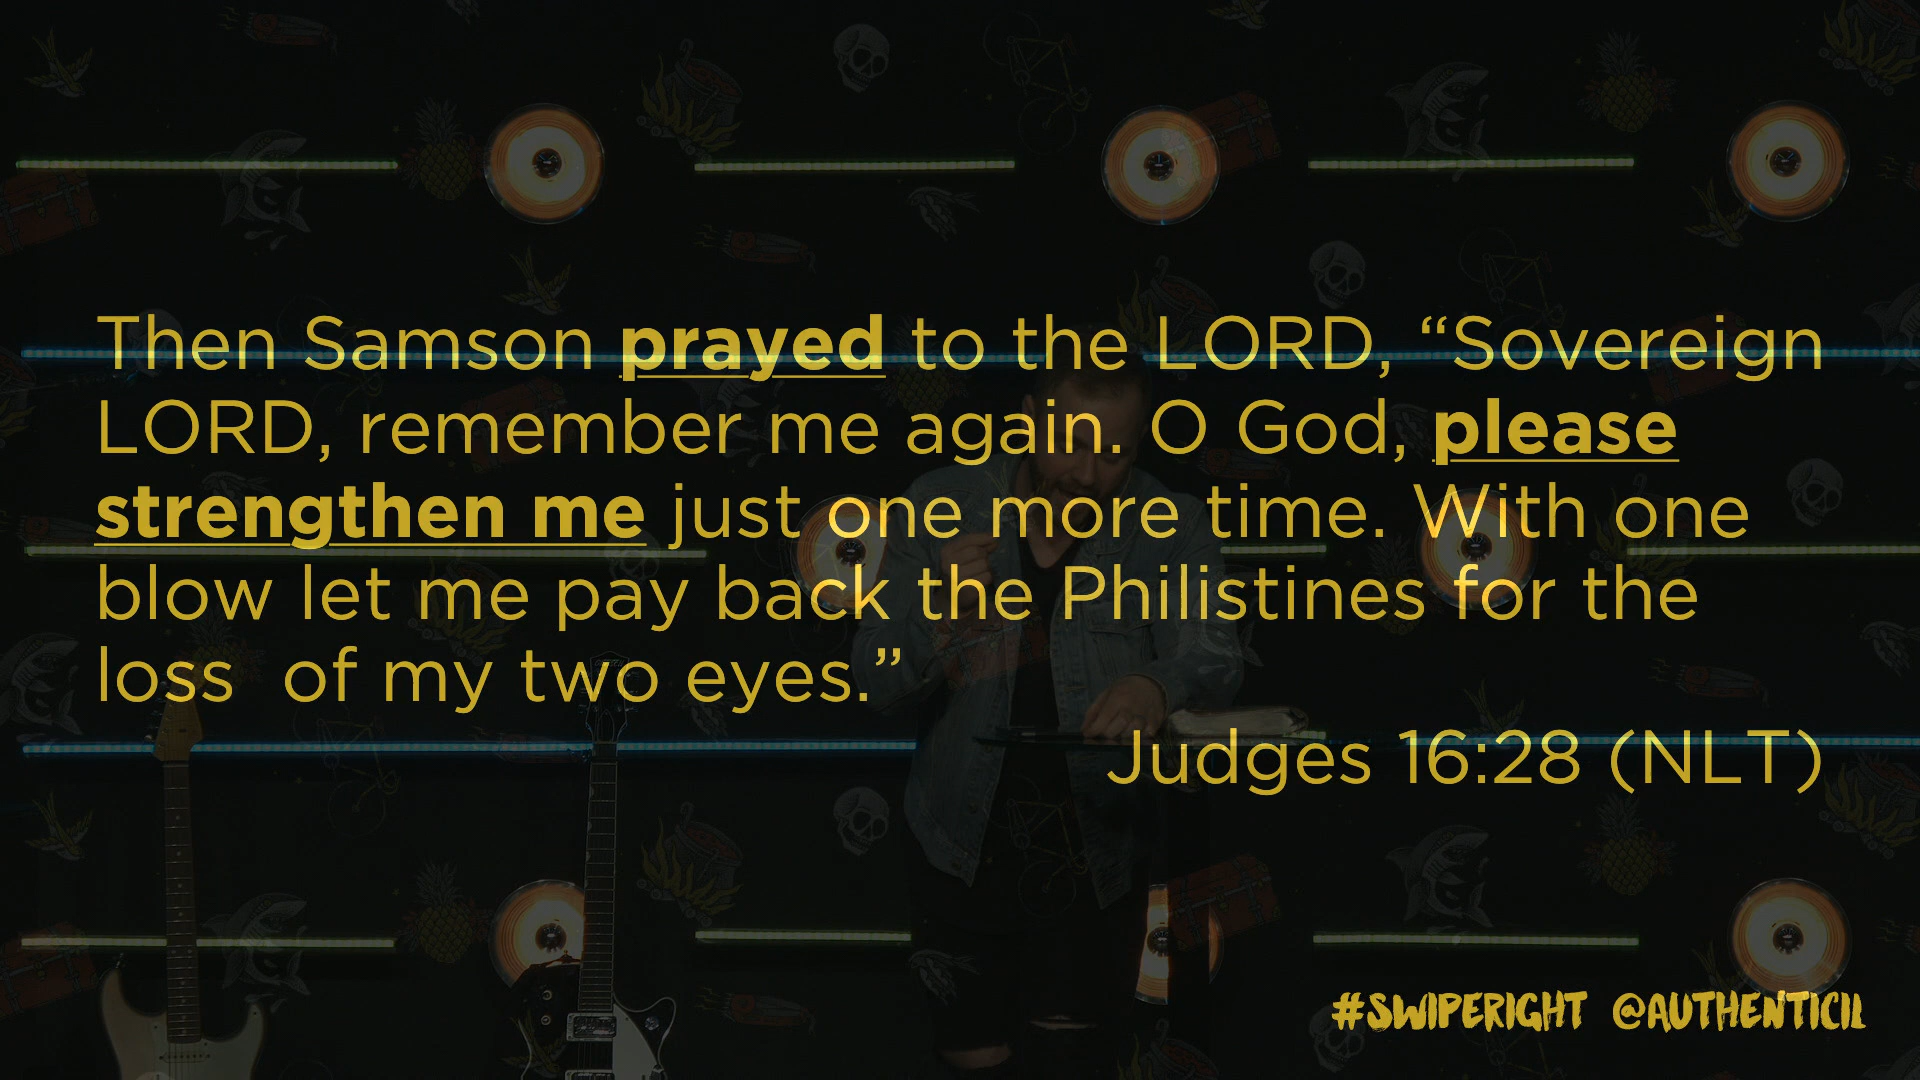 Then Samson prayed to the LORD, “Sovereign
LORD, remember me again. O God, please
strengthen me just one more time. With one
blow let me pay back the Philistines for the
loss  of my two eyes.”
Judges 16:28 (NLT)
#SWIPERIGHT @AUTHENTICIL